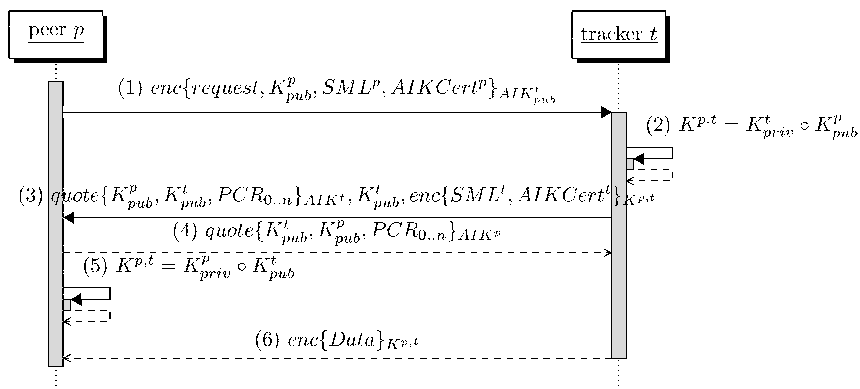 peer p
tracker t
(1) enc{request, K^p_pub, SML^p, AIKCert^p}_AIK^t_pub
(2) K^p.t = K^t_priv ∘ K^p_pub
(3) quote{K^p_pub, K^t_pub, PCR_0..n}_AIK^t, K^t_pub, enc{SML^t, AIKCert^t}_K^p,t
(4) quote{K^t_pub, K^p_pub, PCR_0..n}_AIK^p
(5) K^p,t = K^p_priv ∘ K^t_pub
(6) enc{Data}_K^p,t